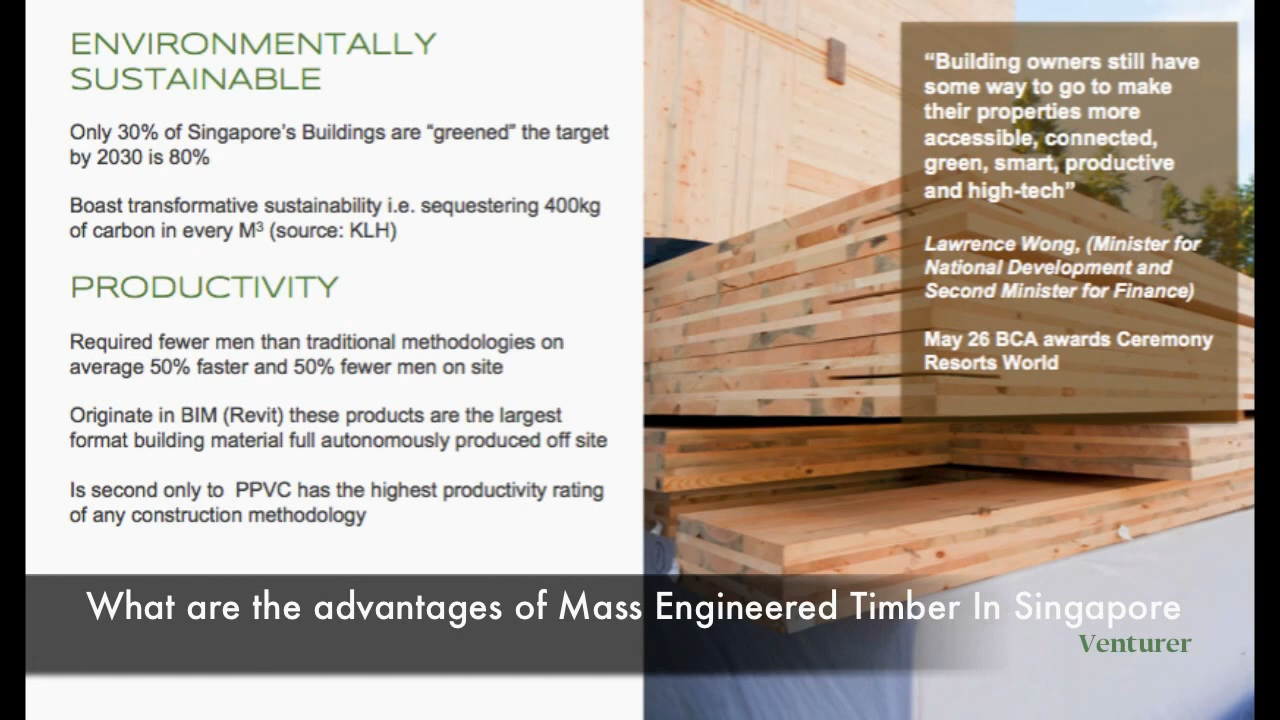 ENVIRONMENTALLY
SUSTAINABLE
Only 30% of Singapore’s Buildings are “greened” the target
by 2030 is 80%
Boast transformative sustainability i.e. sequestering 400kg
of carbon in every M³ (source: KLH)
PRODUCTIVITY
Required fewer men than traditional methodologies on
average 50% faster and 50% fewer men on site
Originate in BIM (Revit) these products are the largest
format building material full autonomously produced off site
Is second only to  PPVC has the highest productivity rating
of any construction methodology
“Building owners still have
some way to go to make
their properties more
accessible, connected,
green, smart, productive
and high-tech”
Lawrence Wong, (Minister for
National Development and
Second Minister for Finance)
May 26 BCA awards Ceremony
Resorts World
What are the advantages of Mass Engineered Timber In Singapore
Venturer